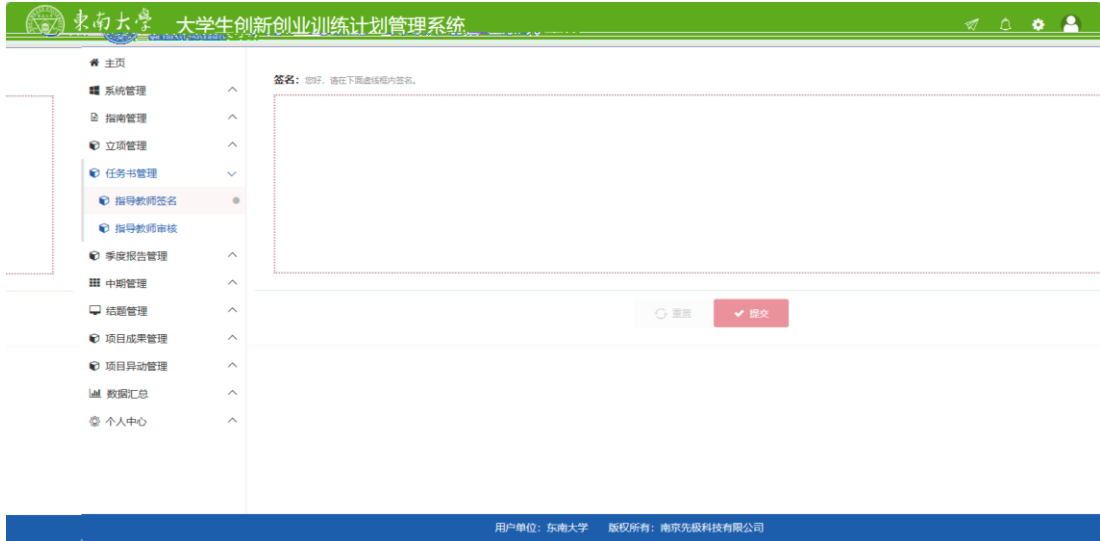 東南大學 大学生创新创业训练计划管理系统
主页
签名：您好，请在下面虚线框内签名。
系统管理
指南管理
立项管理
任务书管理
指导教师签名
指导教师审核
季度报告管理
中期管理
结题管理
重置 提交
项目成果管理
项目异动管理
数据汇总
个人中心
用户单位：东南大学 版权所有：南京先极科技有限公司